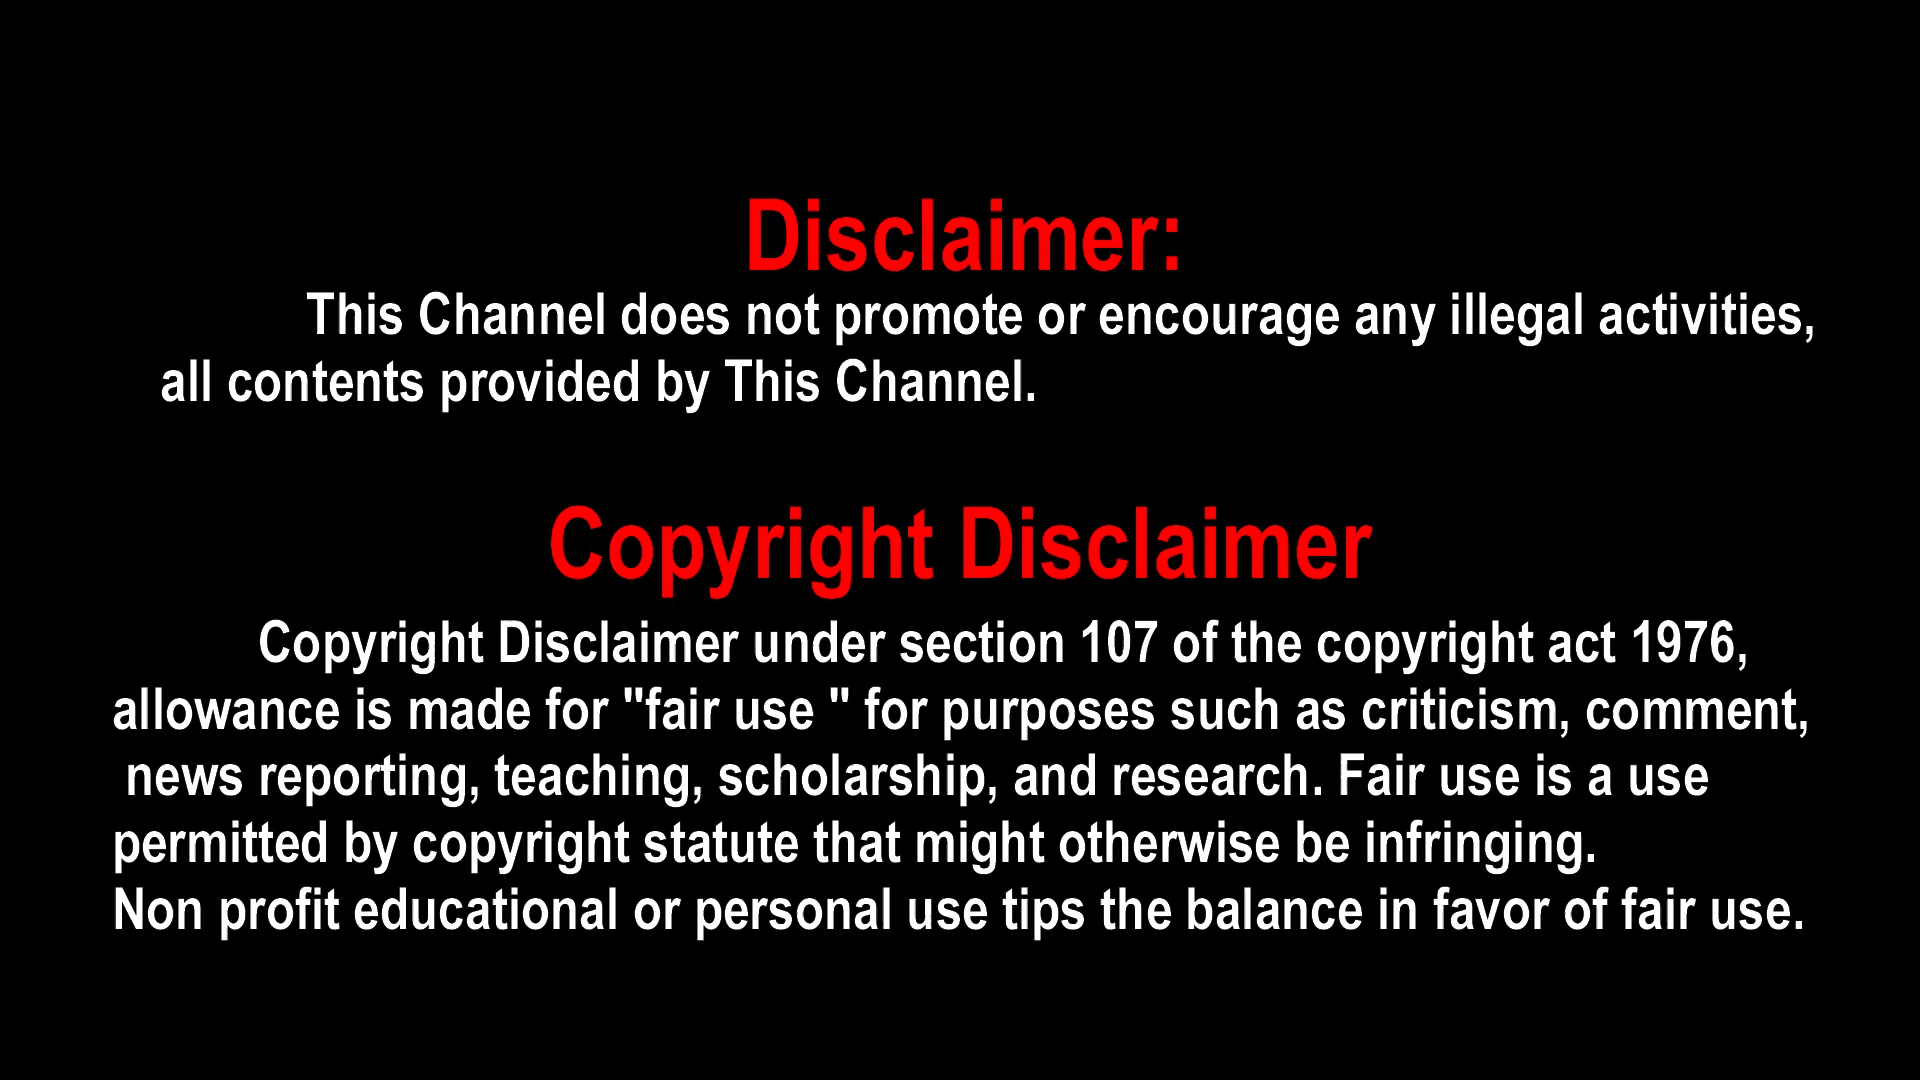 Disclaimer:
This Channel does not promote or encourage any illegal activities,
all contents provided by This Channel.
Copyright Disclaimer
Copyright Disclaimer under section 107 of the copyright act 1976,
allowance is made for "fair use " for purposes such as criticism, comment,
news reporting, teaching, scholarship, and research. Fair use is a use
permitted by copyright statute that might otherwise be infringing.
Non profit educational or personal use tips the balance in favor of fair use.